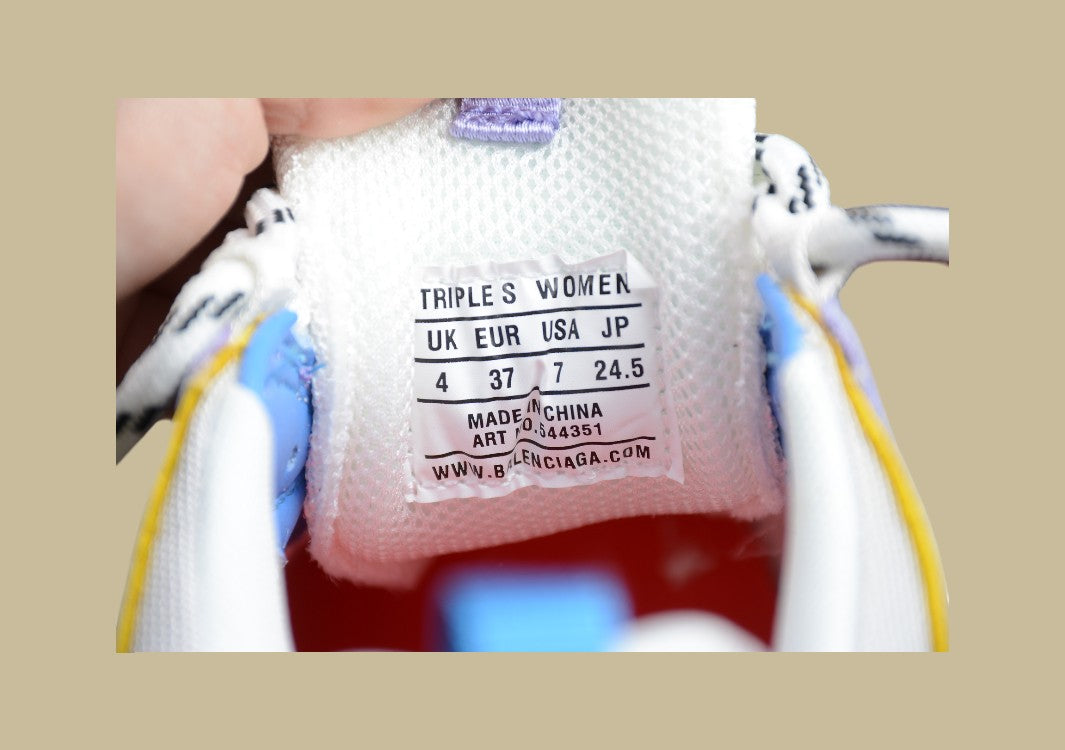 TRIPLE S WOMEN
UK EUR USA JP
4 37 7 24.5
MADE IN CHINA
ART NO.544351
WWW.BALENCIAGA.COM